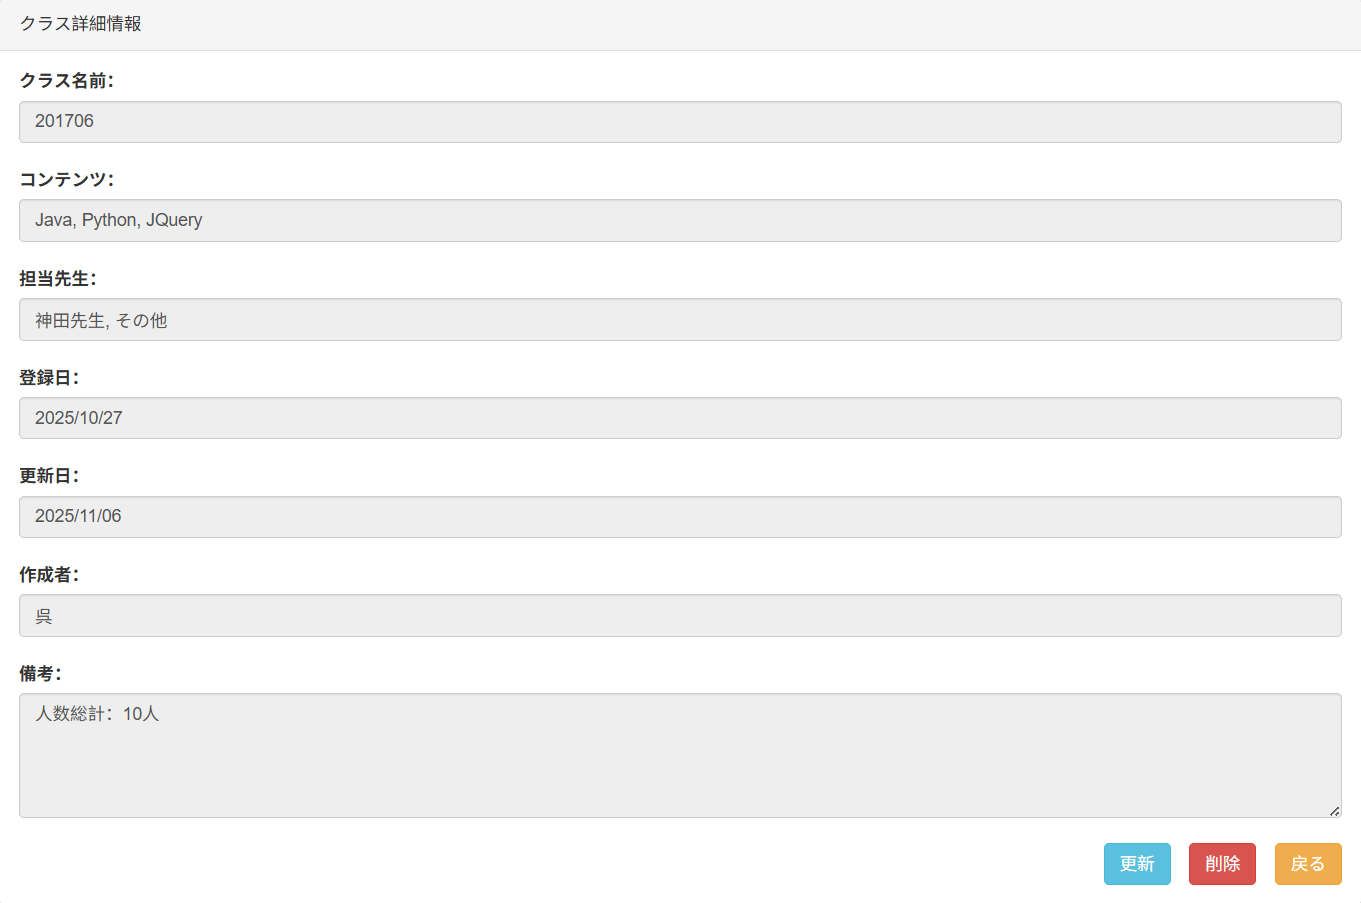 クラス詳細情報
クラス名前：
201706
コンテンツ：
Java, Python, JQuery
担当先生：
神田先生, その他
登録日：
2025/10/27
更新日：
2025/11/06
作成者：
呉
備考：
人数総計：10人
更新 削除 戻る